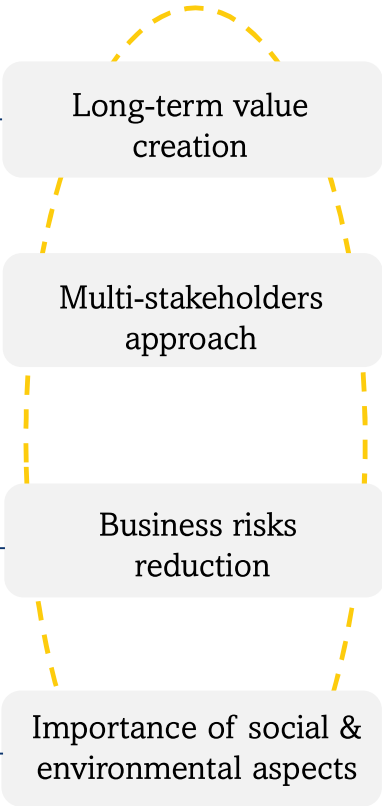 Long-term value
creation
Multi-stakeholders
approach
Business risks
reduction
Importance of social &
environmental aspects